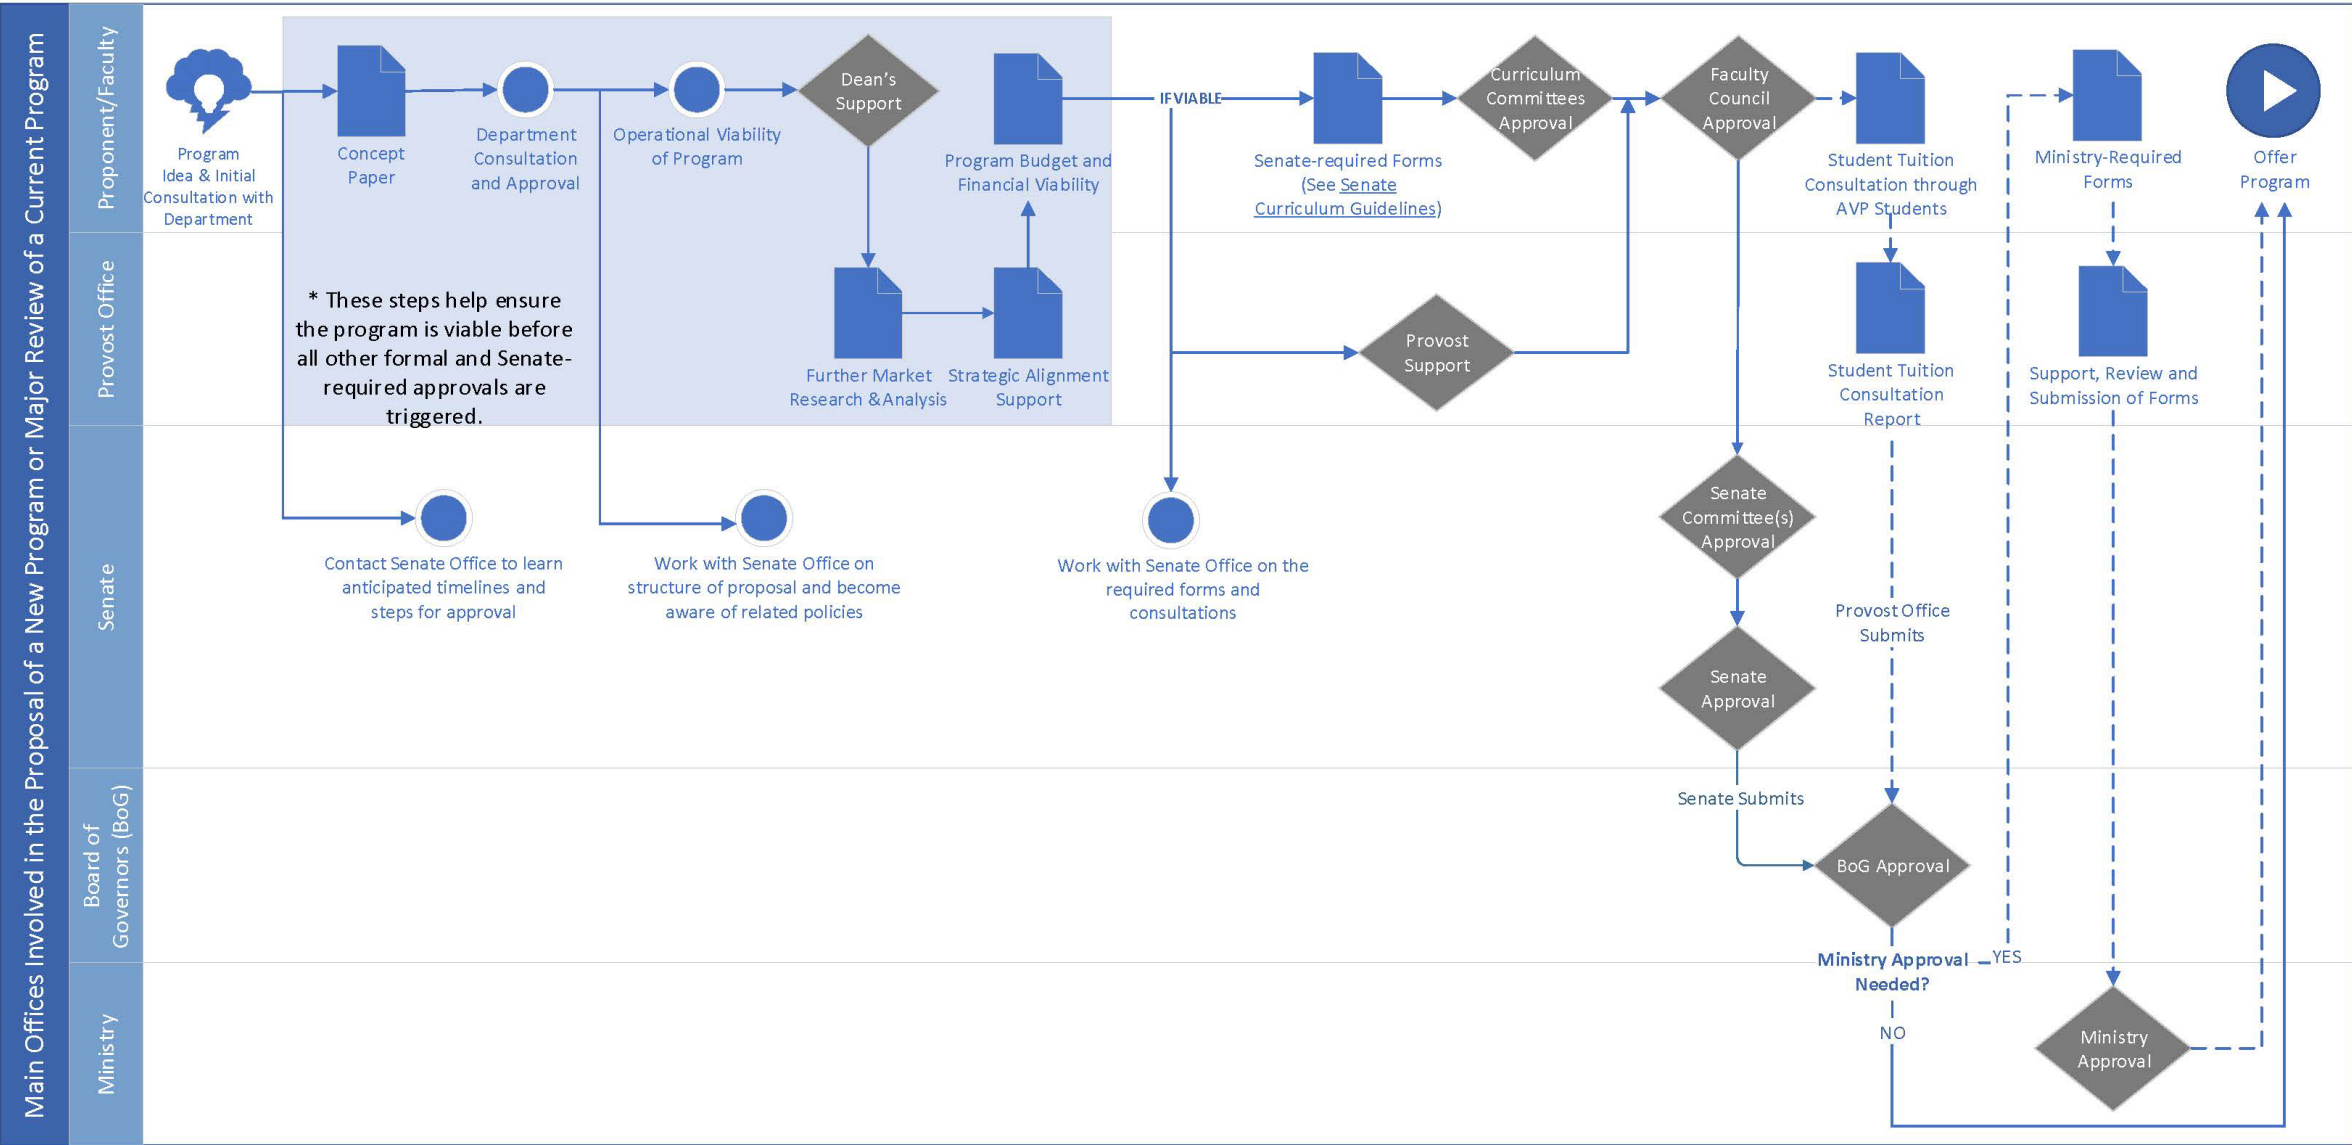 Main Offices Involved in the Proposal of a New Program or Major Review of a Current Program
Proponent/Faculty
Program
Idea & Initial
Consultation with
Department
Concept
Paper
Department
Consultation
and Approval
Operational Viability
of Program
Dean's
Support
Program Budget and
Financial Viability
IF VIABLE
Senate-required Forms
(See Senate
Curriculum Guidelines)
Curriculum
Committees
Approval
Faculty
Council
Approval
Student Tuition
Consultation through
AVP Students
Ministry-Required
Forms
Offer
Program
Provost Office
* These steps help ensure
the program is viable before
all other formal and Senate-
required approvals are
triggered.
Further Market
Research & Analysis
Strategic Alignment
Support
Provost
Support
Student Tuition
Consultation
Report
Support, Review and
Submission of Forms
Senate
Contact Senate Office to learn
anticipated timelines and
steps for approval
Work with Senate Office on
structure of proposal and become
aware of related policies
Work with Senate Office on the
required forms and
consultations
Senate
Committee(s)
Approval
Provost Office
Submits
Senate
Approval
Board of
Governors (BoG)
Senate Submits
BoG Approval
Ministry Approval
Needed?
YES
NO
Ministry
Ministry
Approval